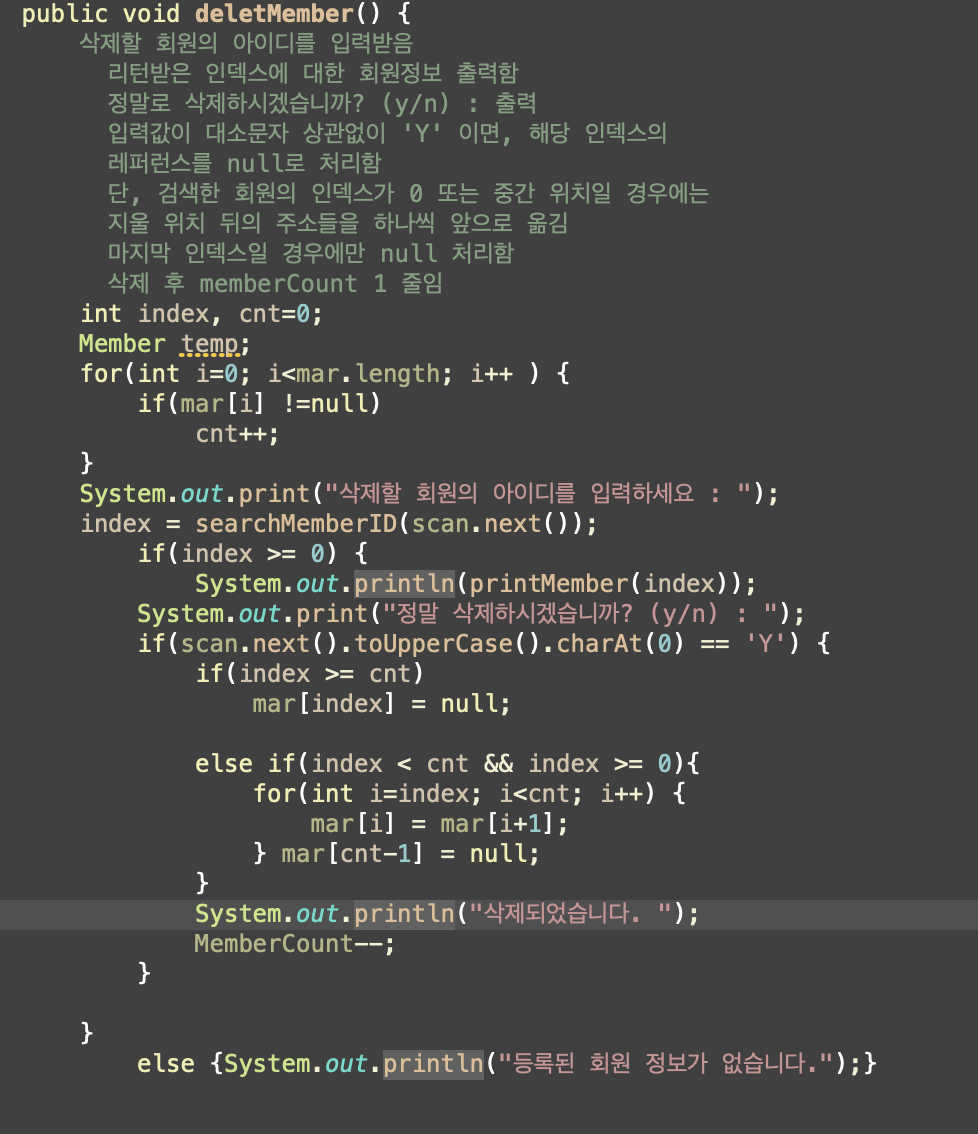 public void deletMember() {
삭제할 회원의 아이디를 입력받음
리턴받은 인덱스에 대한 회원정보 출력함
정말로 삭제하시겠습니까? (y/n) : 출력
입력값이 대소문자 상관없이 'Y' 이면, 해당 인덱스의
레퍼런스를 null로 처리함
단, 검색한 회원의 인덱스가 0 또는 중간 위치일 경우에는
지울 위치 뒤의 주소들을 하나씩 앞으로 옮김
마지막 인덱스일 경우에만 null 처리함
삭제 후 memberCount 1 줄임
int index, cnt=0;
Member temp;
for(int i=0; i<mar.length; i++ ) {
if(mar[i] !=null)
cnt++;
}
System.out.print("삭제할 회원의 아이디를 입력하세요 : ");
index = searchMemberID(scan.next());
if(index >= 0) {
System.out.println(printMember(index));
System.out.print("정말 삭제하시겠습니까? (y/n) : ");
if(scan.next().toUpperCase().charAt(0) == 'Y') {
if(index >= cnt)
mar[index] = null;
else if(index < cnt && index >= 0){
for(int i=index; i<cnt; i++) {
mar[i] = mar[i+1];
} mar[cnt-1] = null;
}
System.out.println("삭제되었습니다. ");
MemberCount--;
}
}
else {System.out.println("등록된 회원 정보가 없습니다.");}